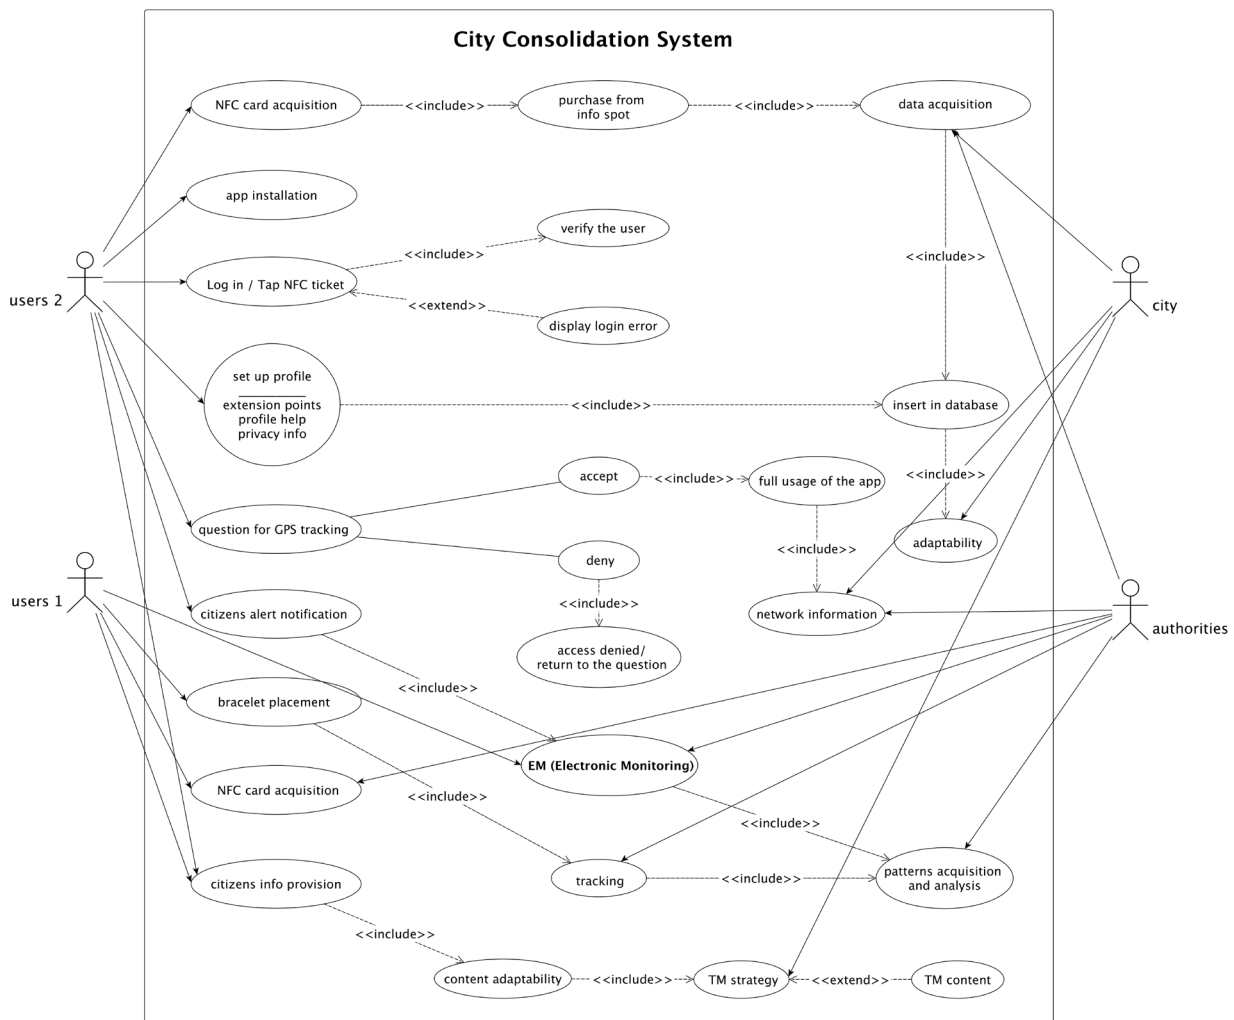 City Consolidation System
NFC card acquisition
<<include>>
purchase from
info spot
<<include>>
data acquisition
app installation
verify the user
<<include>>
<<include>>
Log in / Tap NFC ticket
users 2
city
<<extend>>
display login error
set up profile
extension points
profile help
privacy info
<<include>>
insert in database
accept
<<include>>
full usage of the app
<<include>>
question for GPS tracking
adaptability
<<include>>
deny
users 1
<<include>>
citizens alert notification
network information
authorities
access denied/
return to the question
<<include>>
bracelet placement
EM (Electronic Monitoring)
NFC card acquisition
<<include>>
<<include>>
citizens info provision
tracking
<<include>>
patterns acquisition
and analysis
<<include>>
content adaptability
<<include>>
TM strategy
<<extend>>
TM content